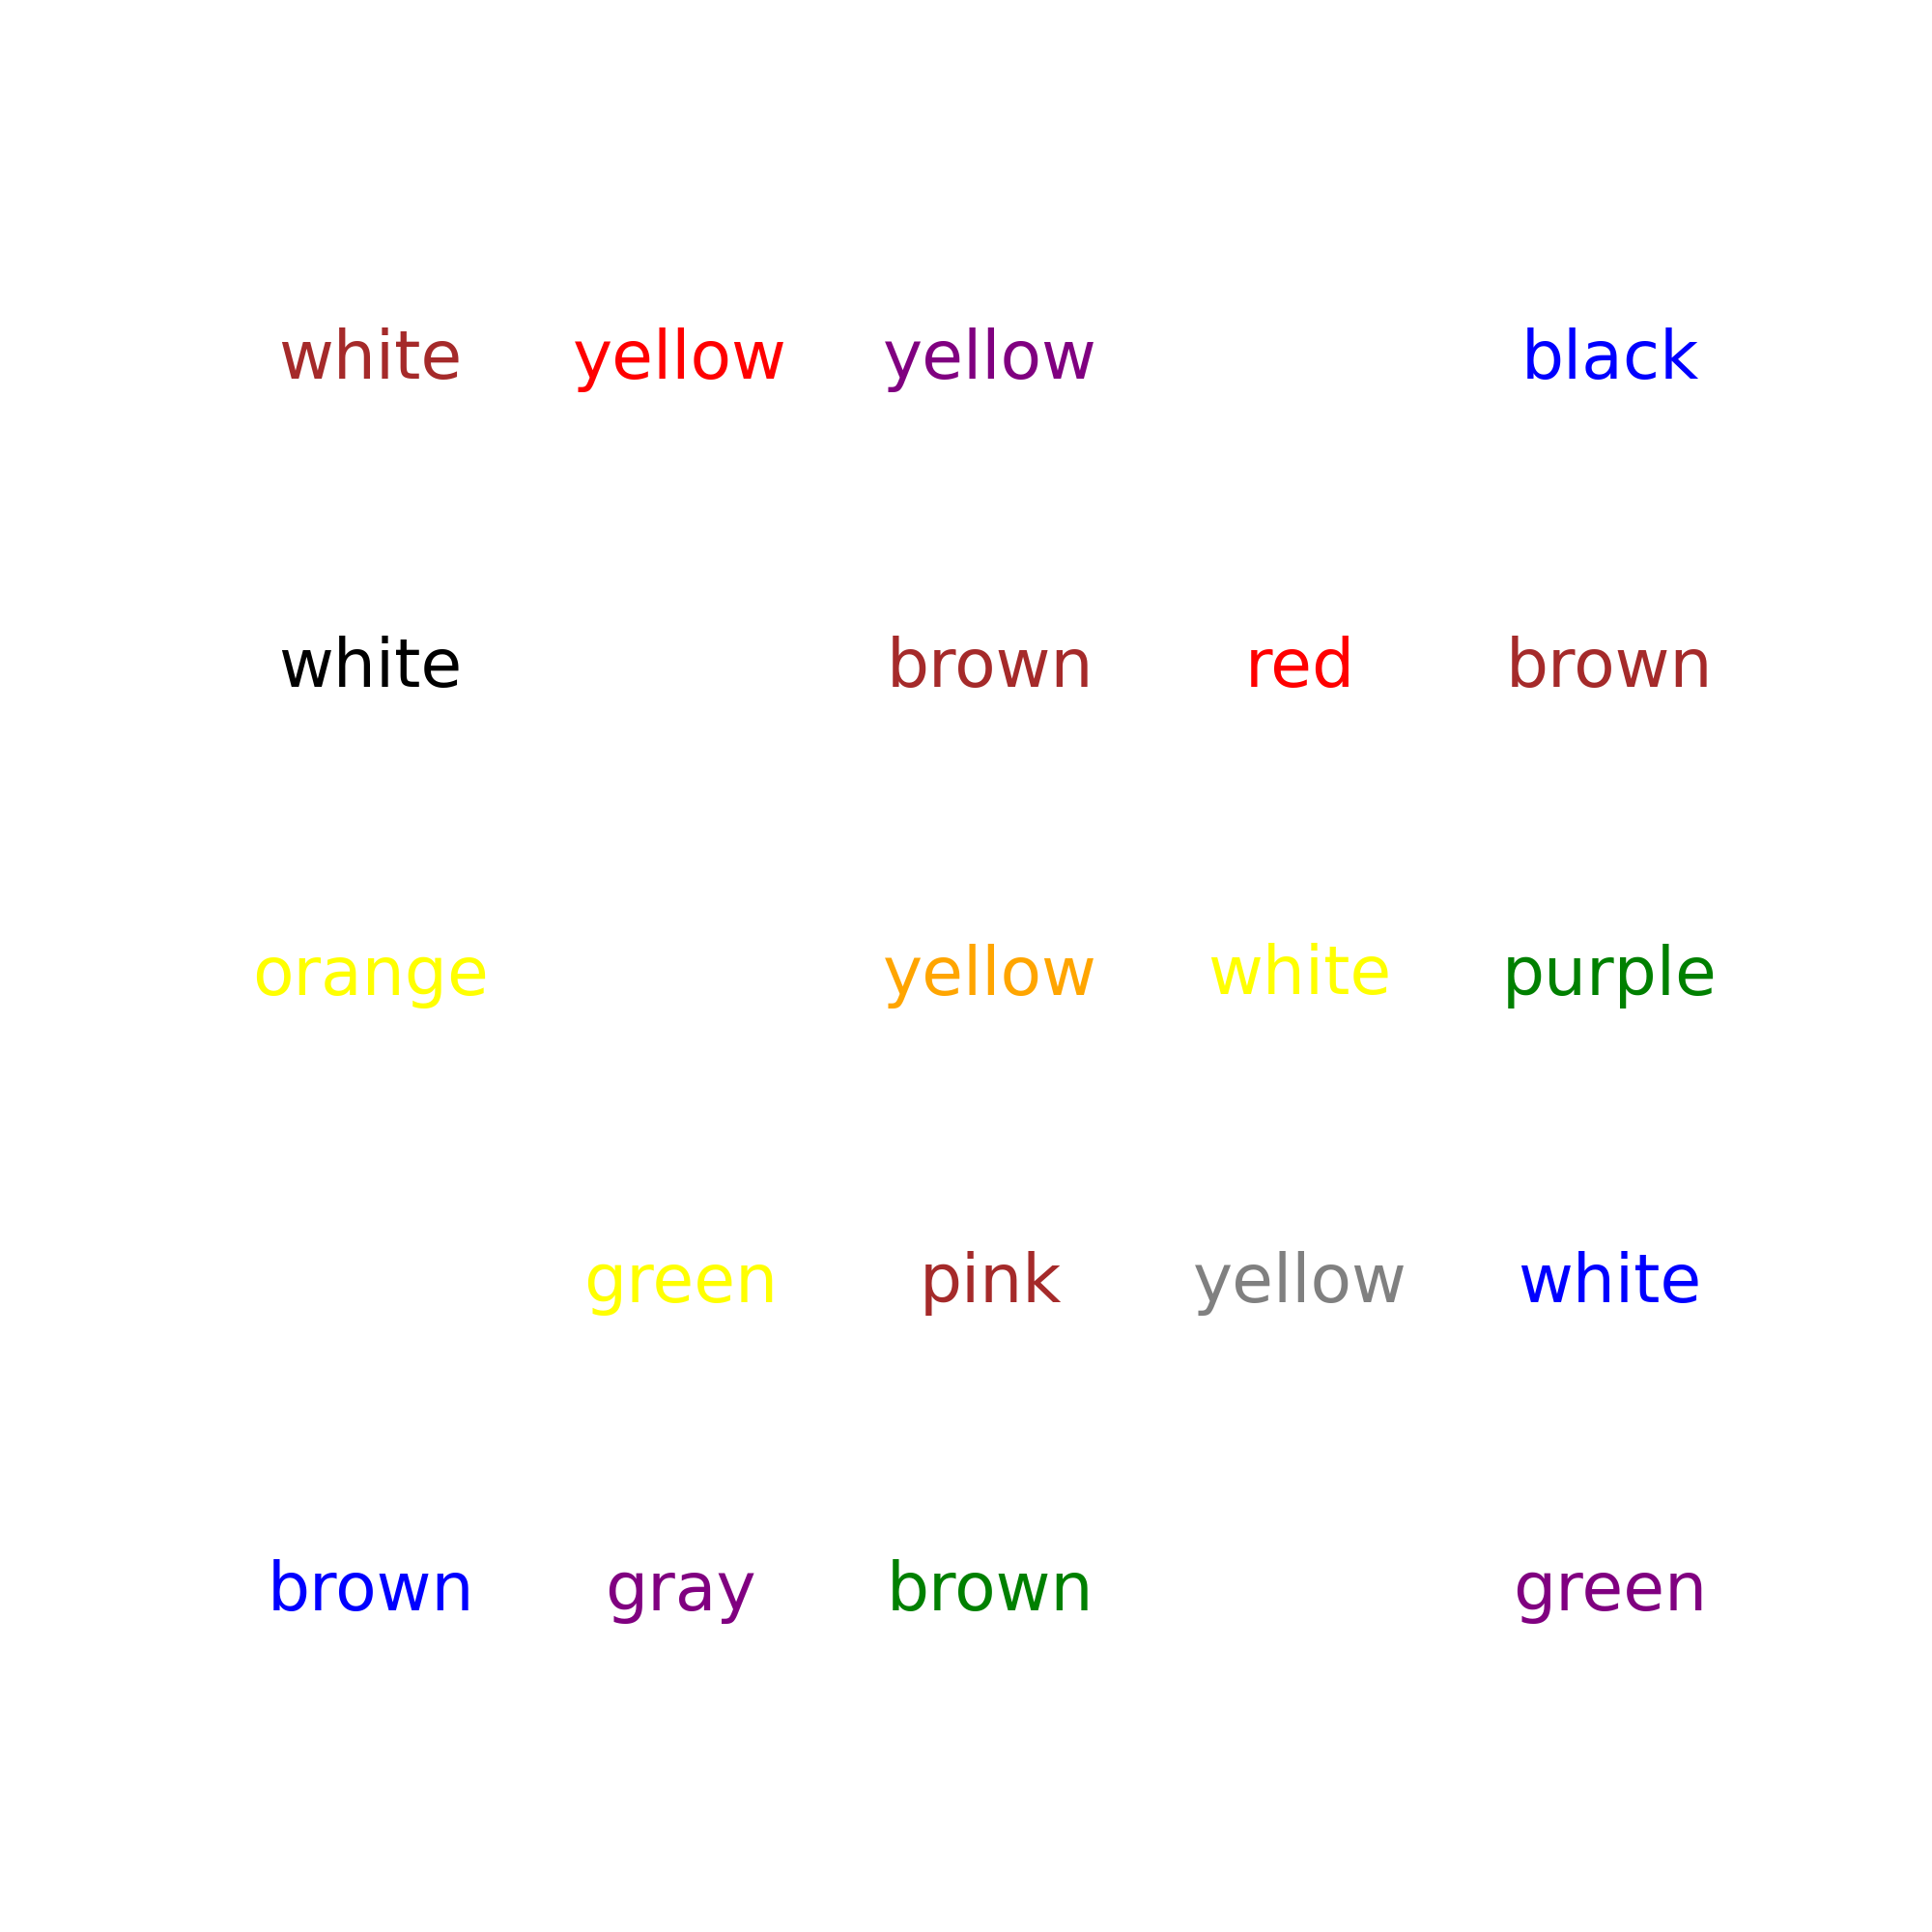 white yellow yellow black
white brown red brown
orange yellow white purple
green pink yellow white
brown gray brown green